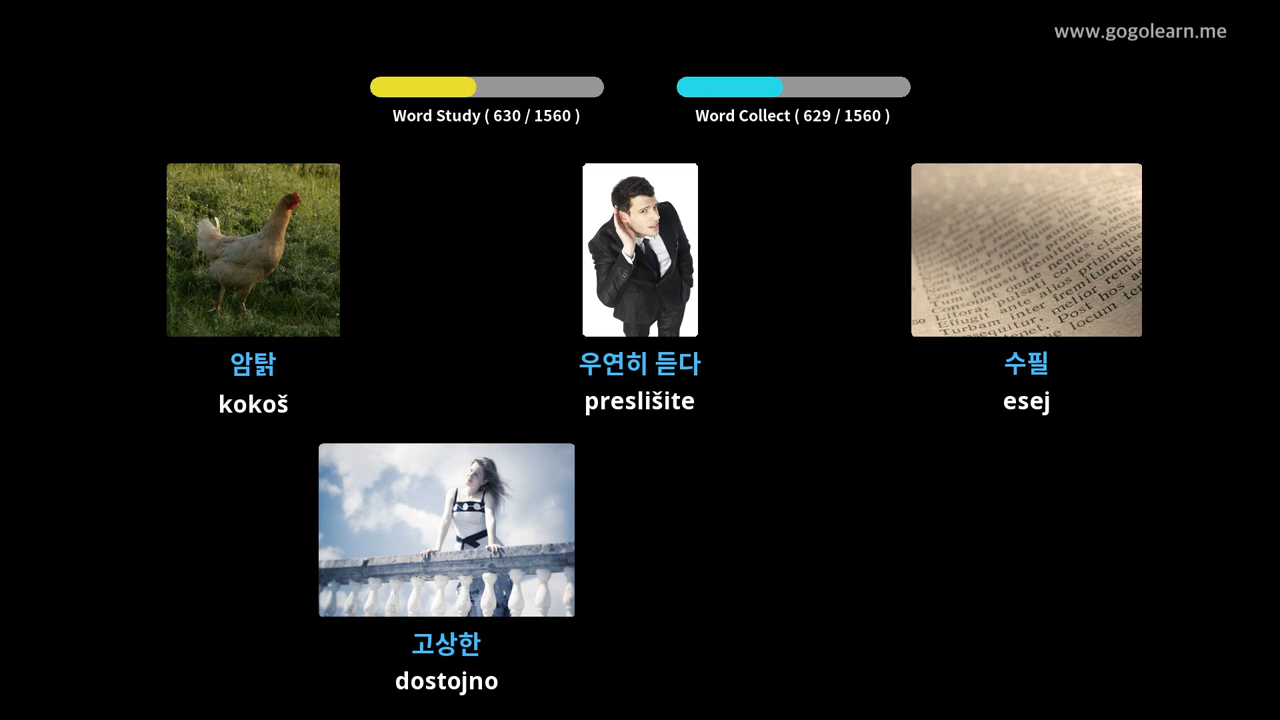 www.gogolearn.me
Word Study ( 630 / 1560 )
Word Collect ( 629 / 1560 )
암탉
우연히 듣다
수필
kokoš
preslišite
esej
고상한
dostojno